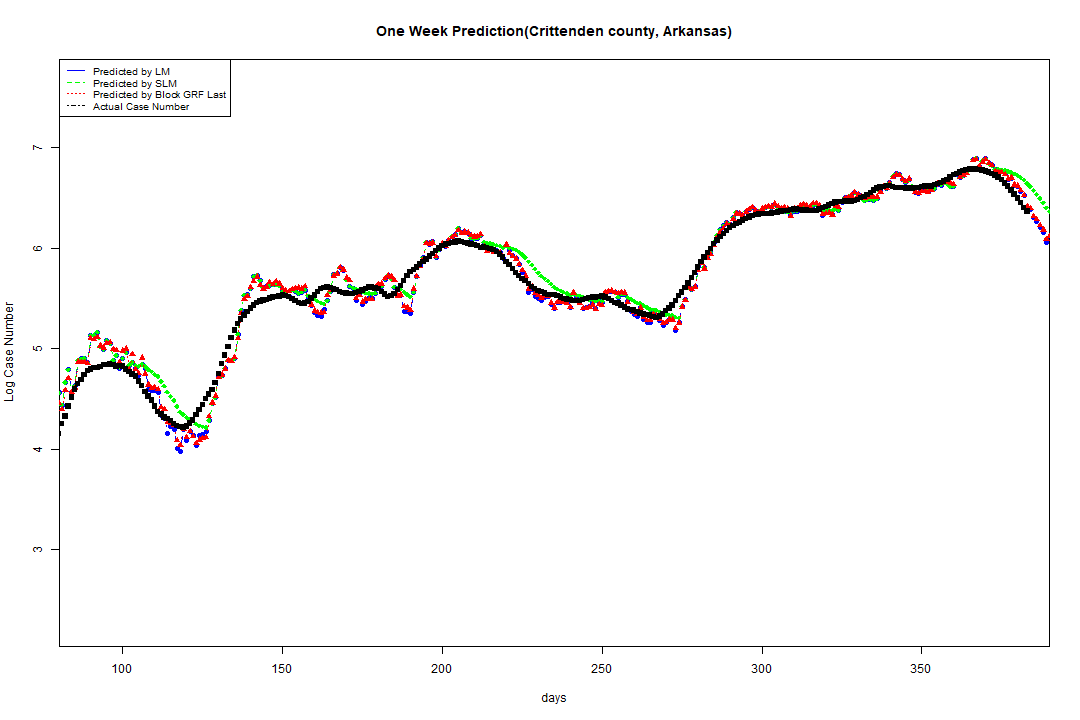 One Week Prediction(Crittenden county, Arkansas)
Predicted by LM
Predicted by SLM
Predicted by Block GRF Last
Actual Case Number
7
6
5
4
3
Log Case Number
100 150 200 250 300 350
days